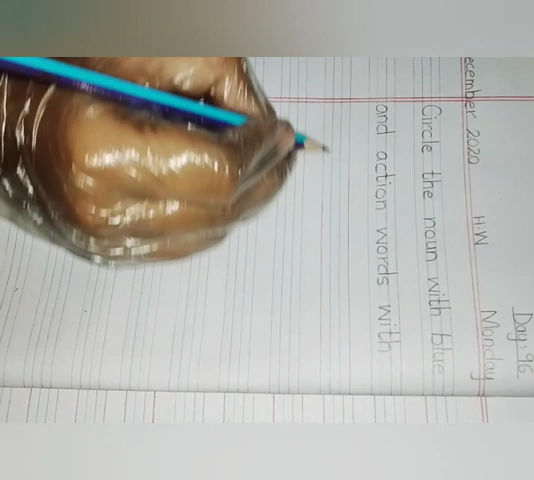 Day: 96
ecember 2020 H.W Monday
Circle the noun with blue
and action words with